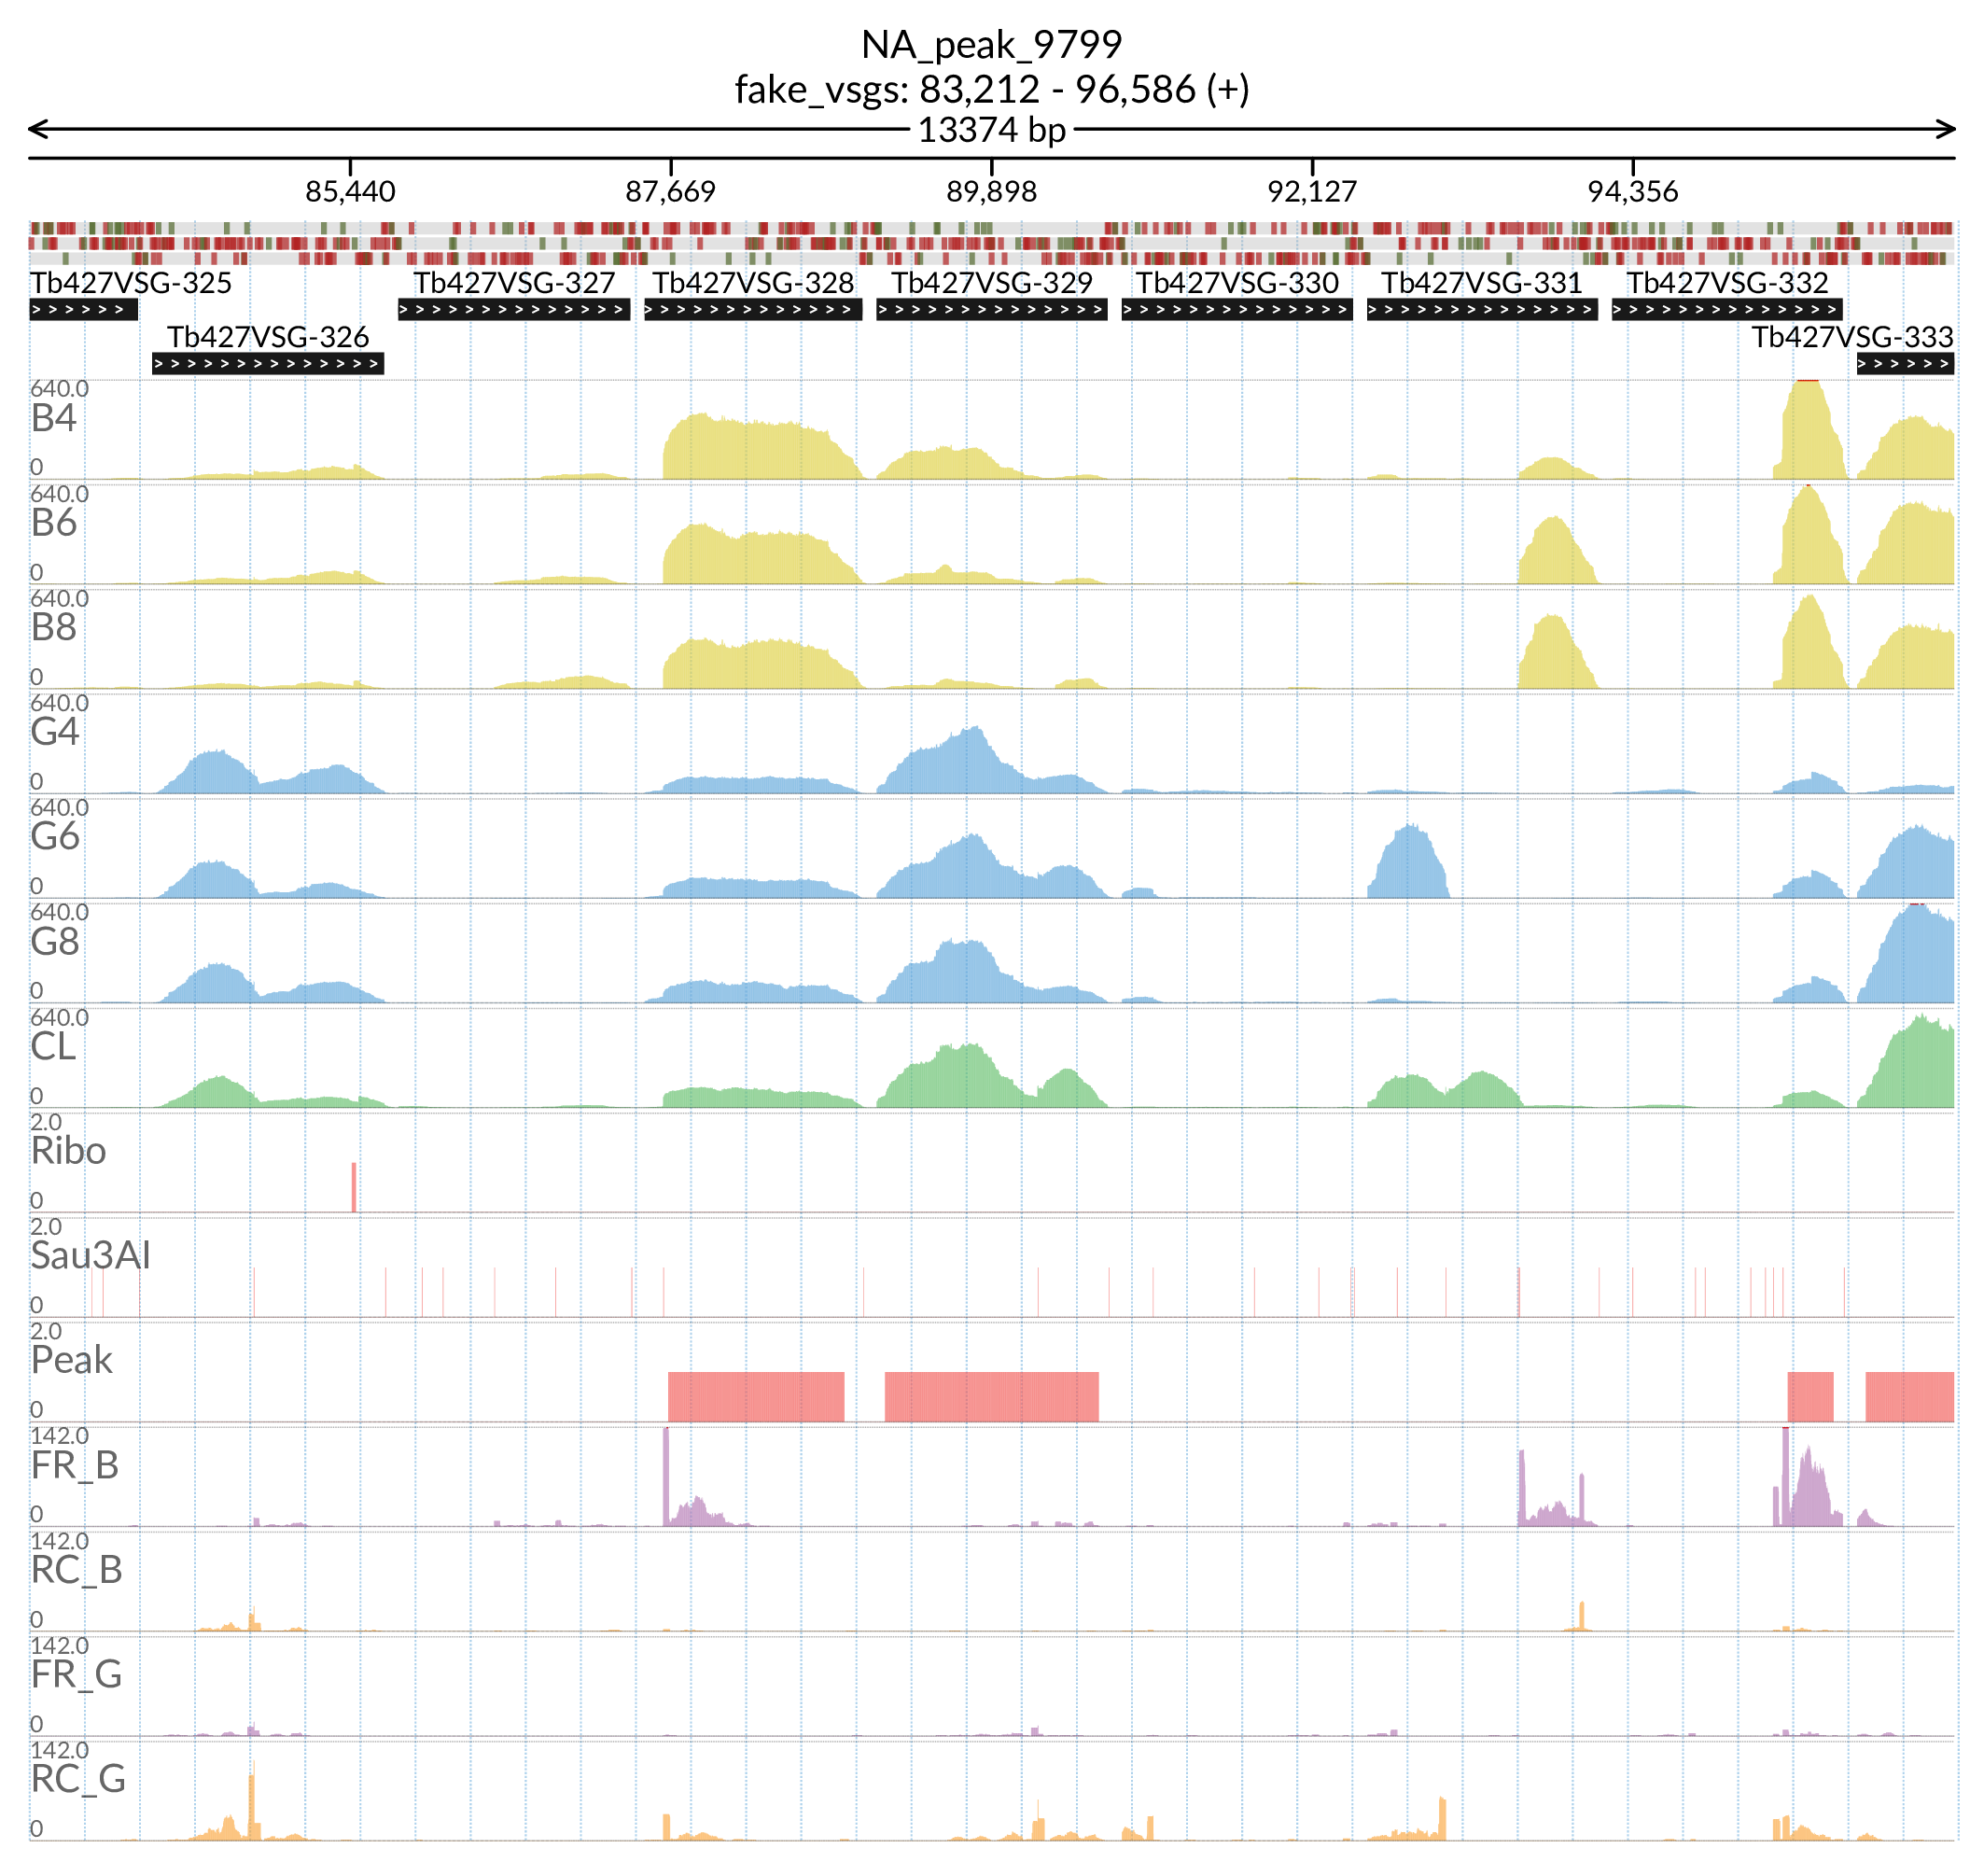 NA_peak_9799
fake_vsgs: 83,212 - 96,586 (+)
13374 bp
85,440 87,669 89,898 92,127 94,356
Tb427VSG-325 Tb427VSG-327 Tb427VSG-328 Tb427VSG-329 Tb427VSG-330 Tb427VSG-331 Tb427VSG-332
Tb427VSG-326 Tb427VSG-333
640.0
B4
0
640.0
B6
0
640.0
B8
0
640.0
G4
0
640.0
G6
0
640.0
G8
0
640.0
CL
0
2.0
Ribo
0
2.0
Sau3AI
0
2.0
Peak
0
142.0
FR_B
0
142.0
RC_B
0
142.0
FR_G
0
142.0
RC_G
0